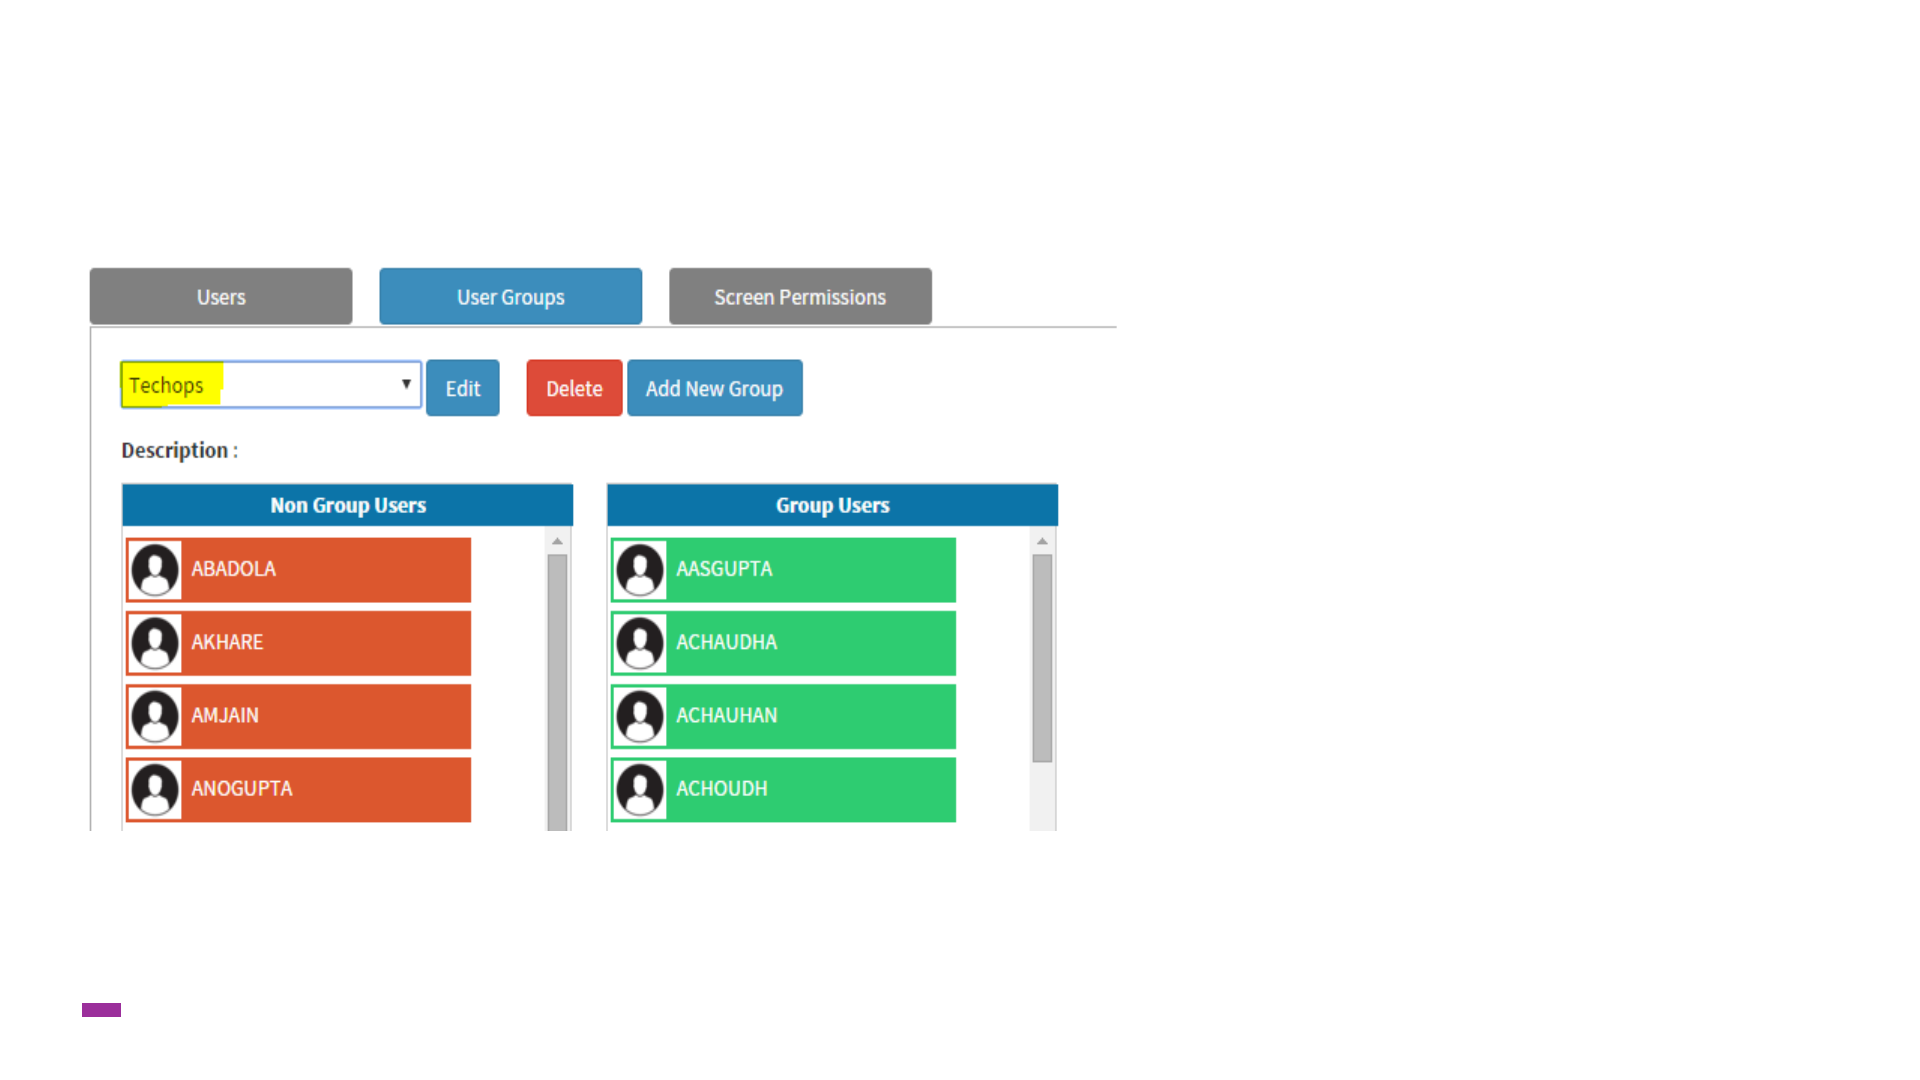 Users User Groups Screen Permissions
Techops Edit Delete Add New Group
Description :
Non Group Users Group Users
ABADOLA AASGUPTA
AKHARE ACHAUDHA
AMJAIN ACHAUHAN
ANOGUPTA ACHOUDH